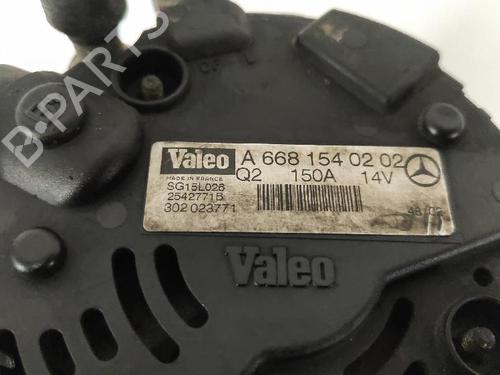 B-PARTS
Valeo A 668 154 02 02
MADE IN FRANCE Q2 150A 14V
SG15L026
2542771B
302 023771
Valeo